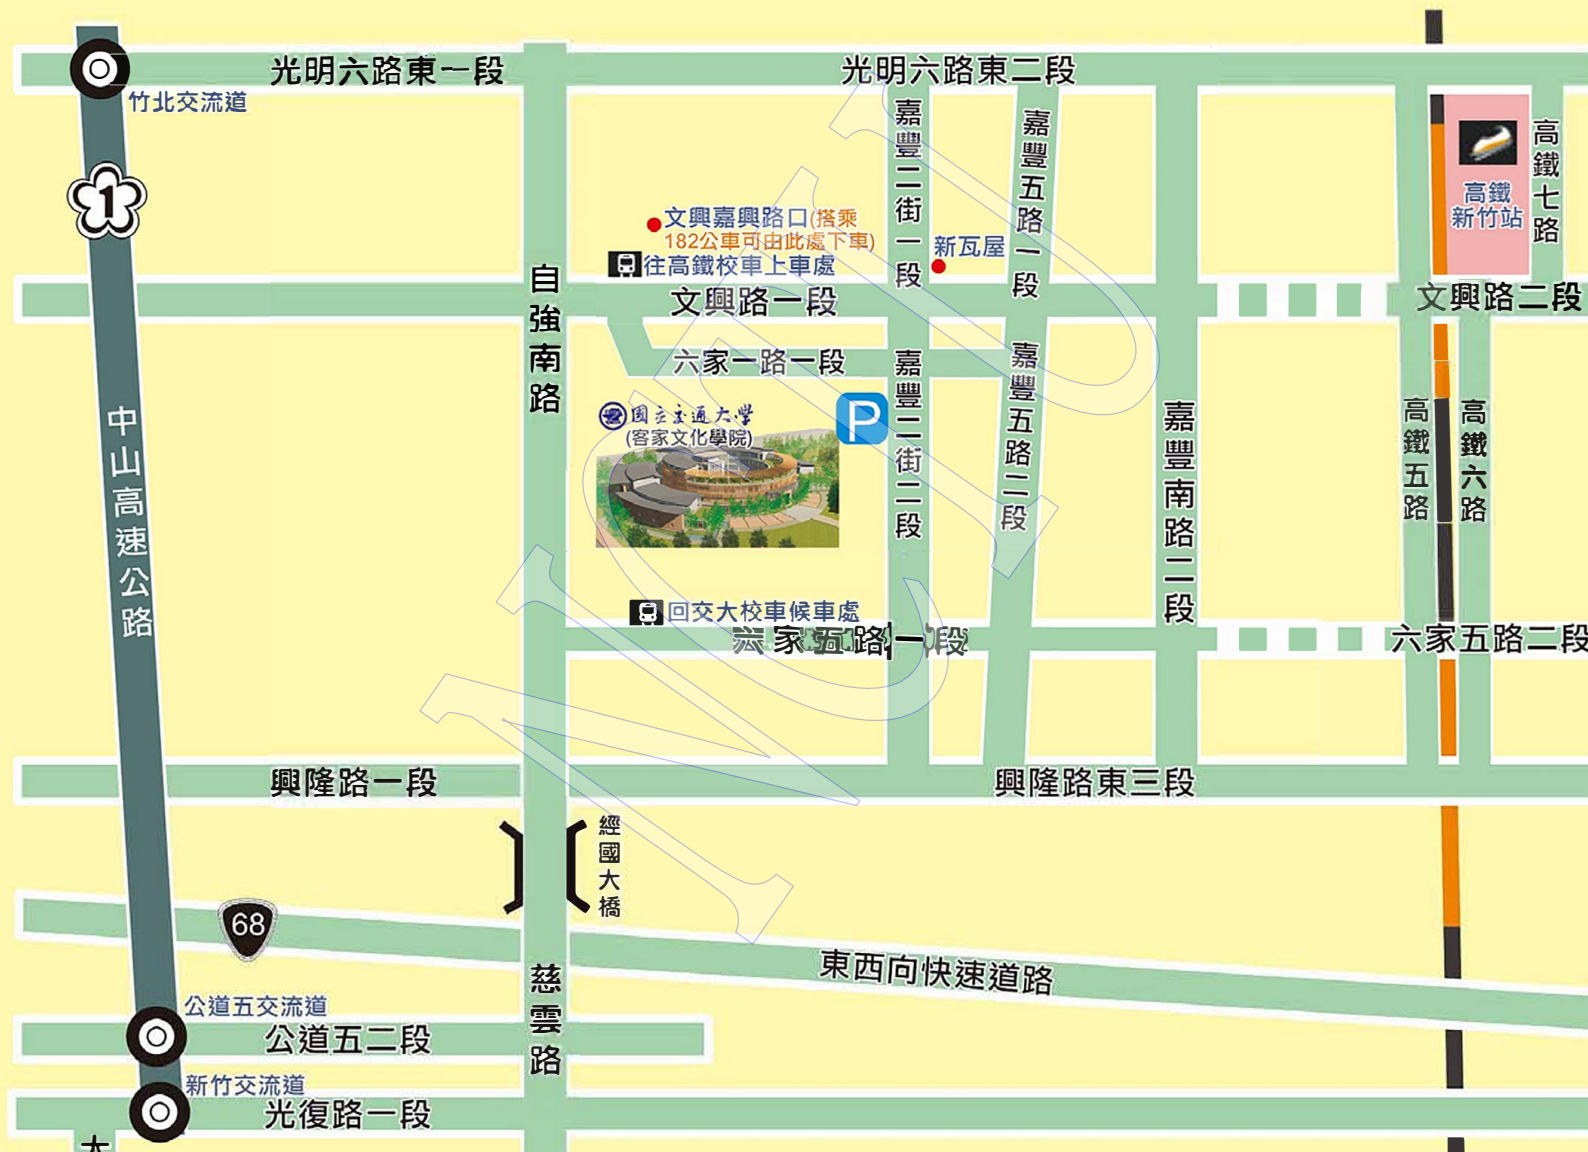 光明六路東一段
光明六路東二段
竹北交流道
1
嘉豐二街一段
嘉豐五路一段
高鐵
新竹站
高鐵七路
文興嘉興路口(搭乘
182公車可由此處下車)
往高鐵校車上車處
新瓦屋
自強南路
文興路一段
文興路二段
六家一路一段
嘉豐二街二段
嘉豐五路二段
國立交通大學
(客家文化學院)
P
中山高速公路
嘉豐南路二段
高鐵五路
高鐵六路
回交大校車候車處
六家五路一段
六家五路二段
興隆路一段
興隆路東三段
經國大橋
68
東西向快速道路
慈雲路
公道五交流道
公道五二段
新竹交流道
光復路一段
大
NCU